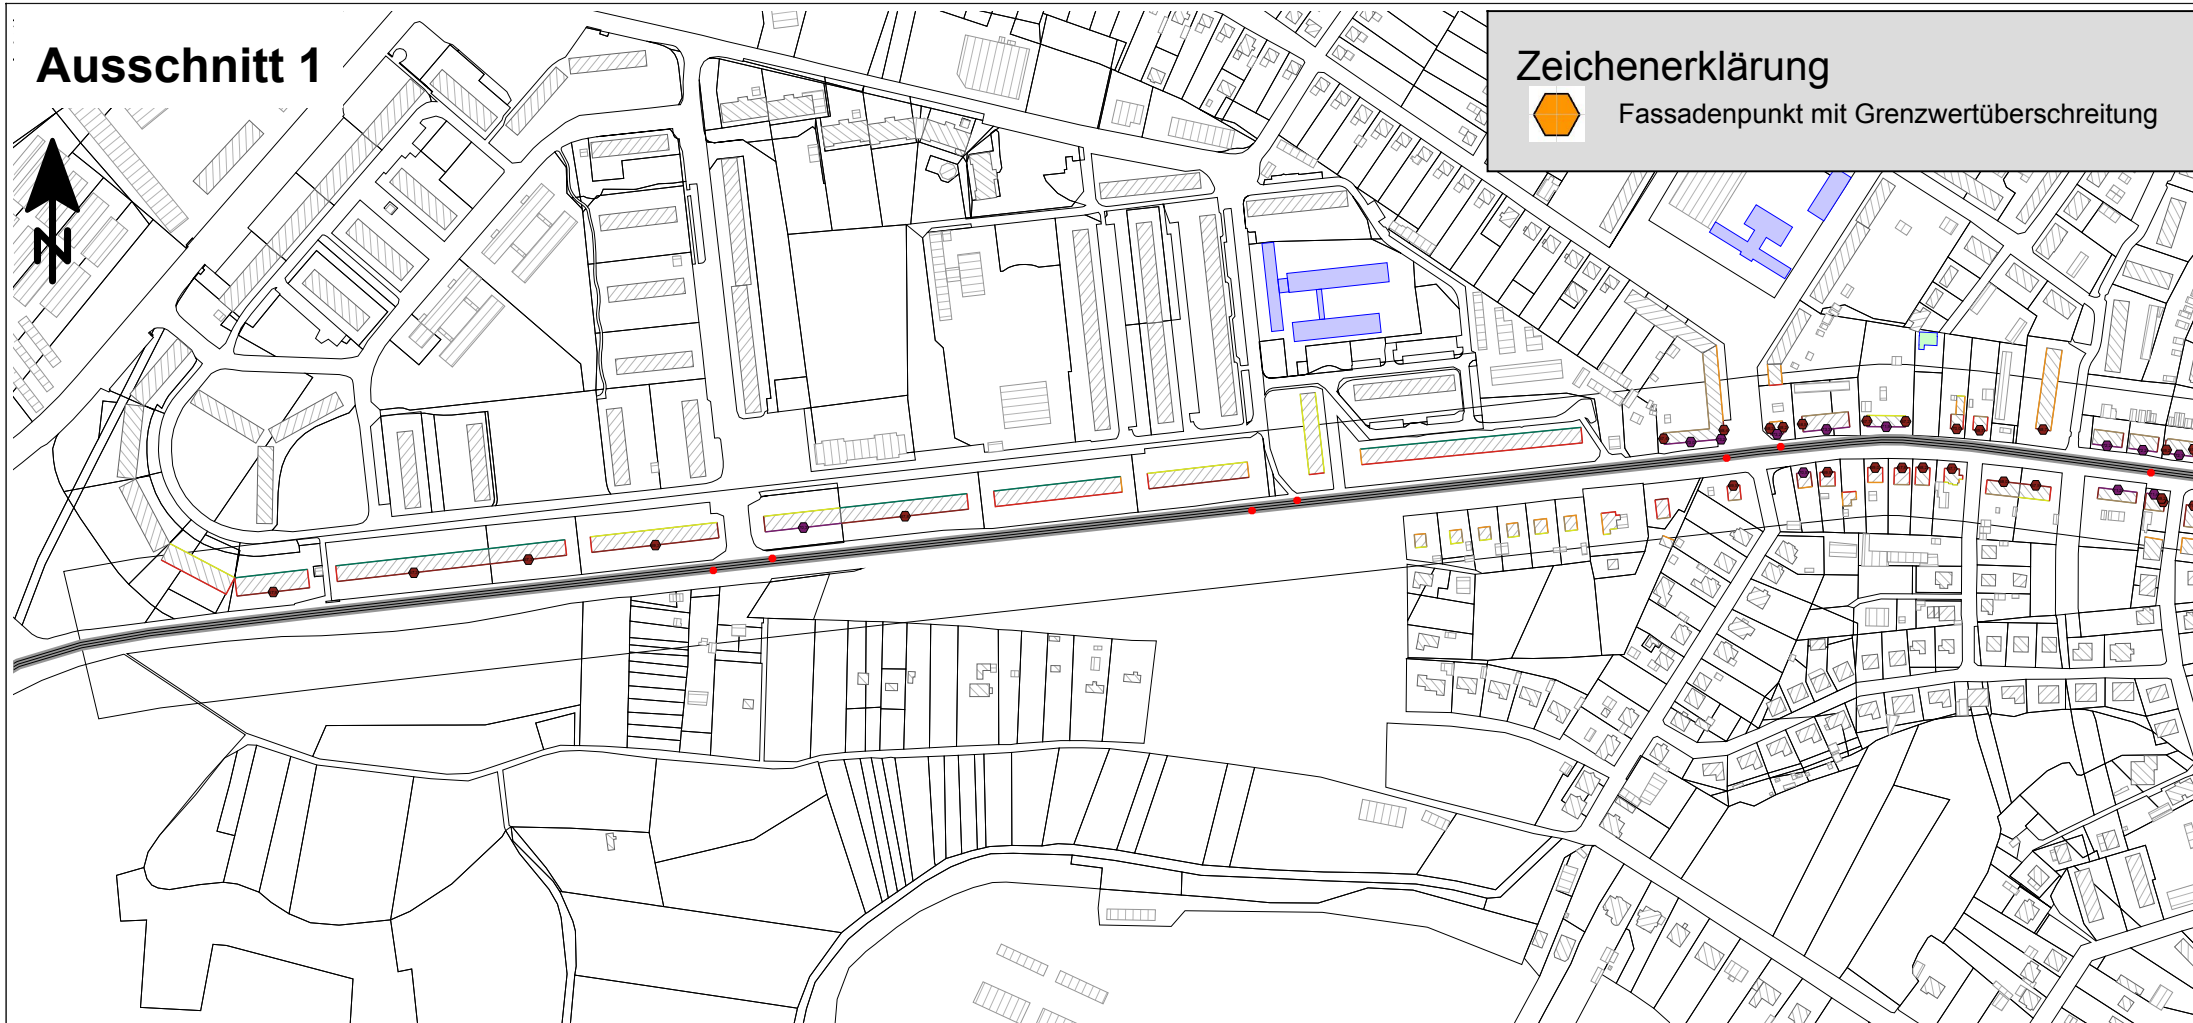 Ausschnitt 1
Zeichenerklärung
Fassadenpunkt mit Grenzwertüberschreitung
N